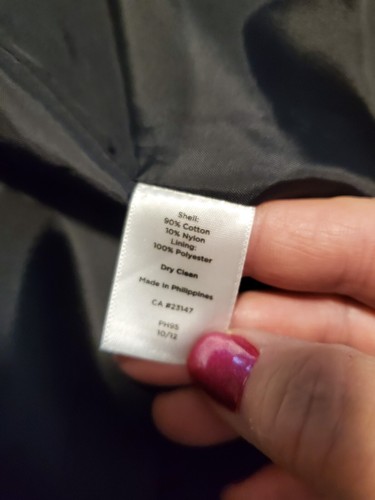 Shell:
90% Cotton
10% Nylon
Lining:
100% Polyester
Dry Clean
Made in Philippines
CA #23147
FH95
10/12